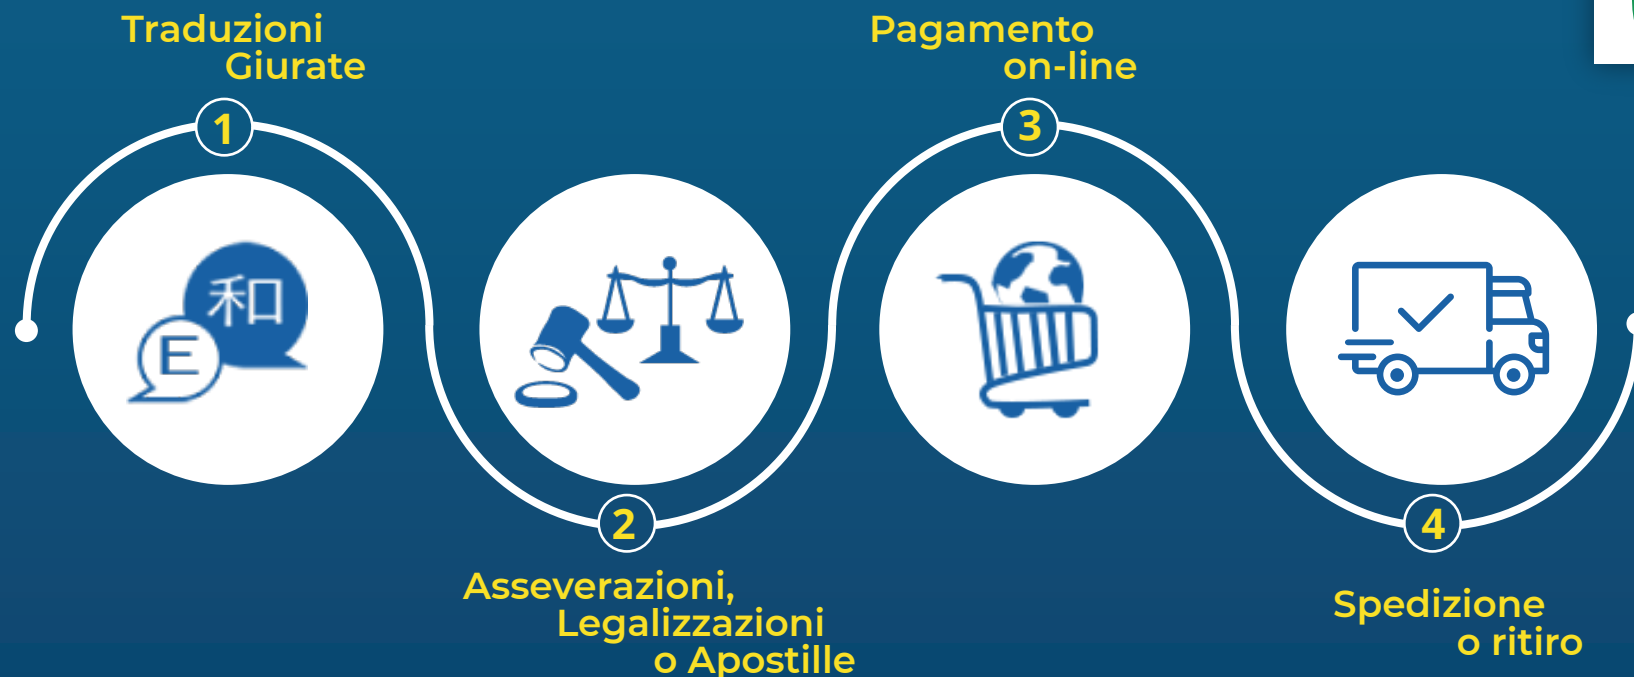 Traduzioni
Giurate
1
和
E
2
Asseverazioni,
Legalizzazioni
o Apostille
Pagamento
on-line
3
4
Spedizione
o ritiro